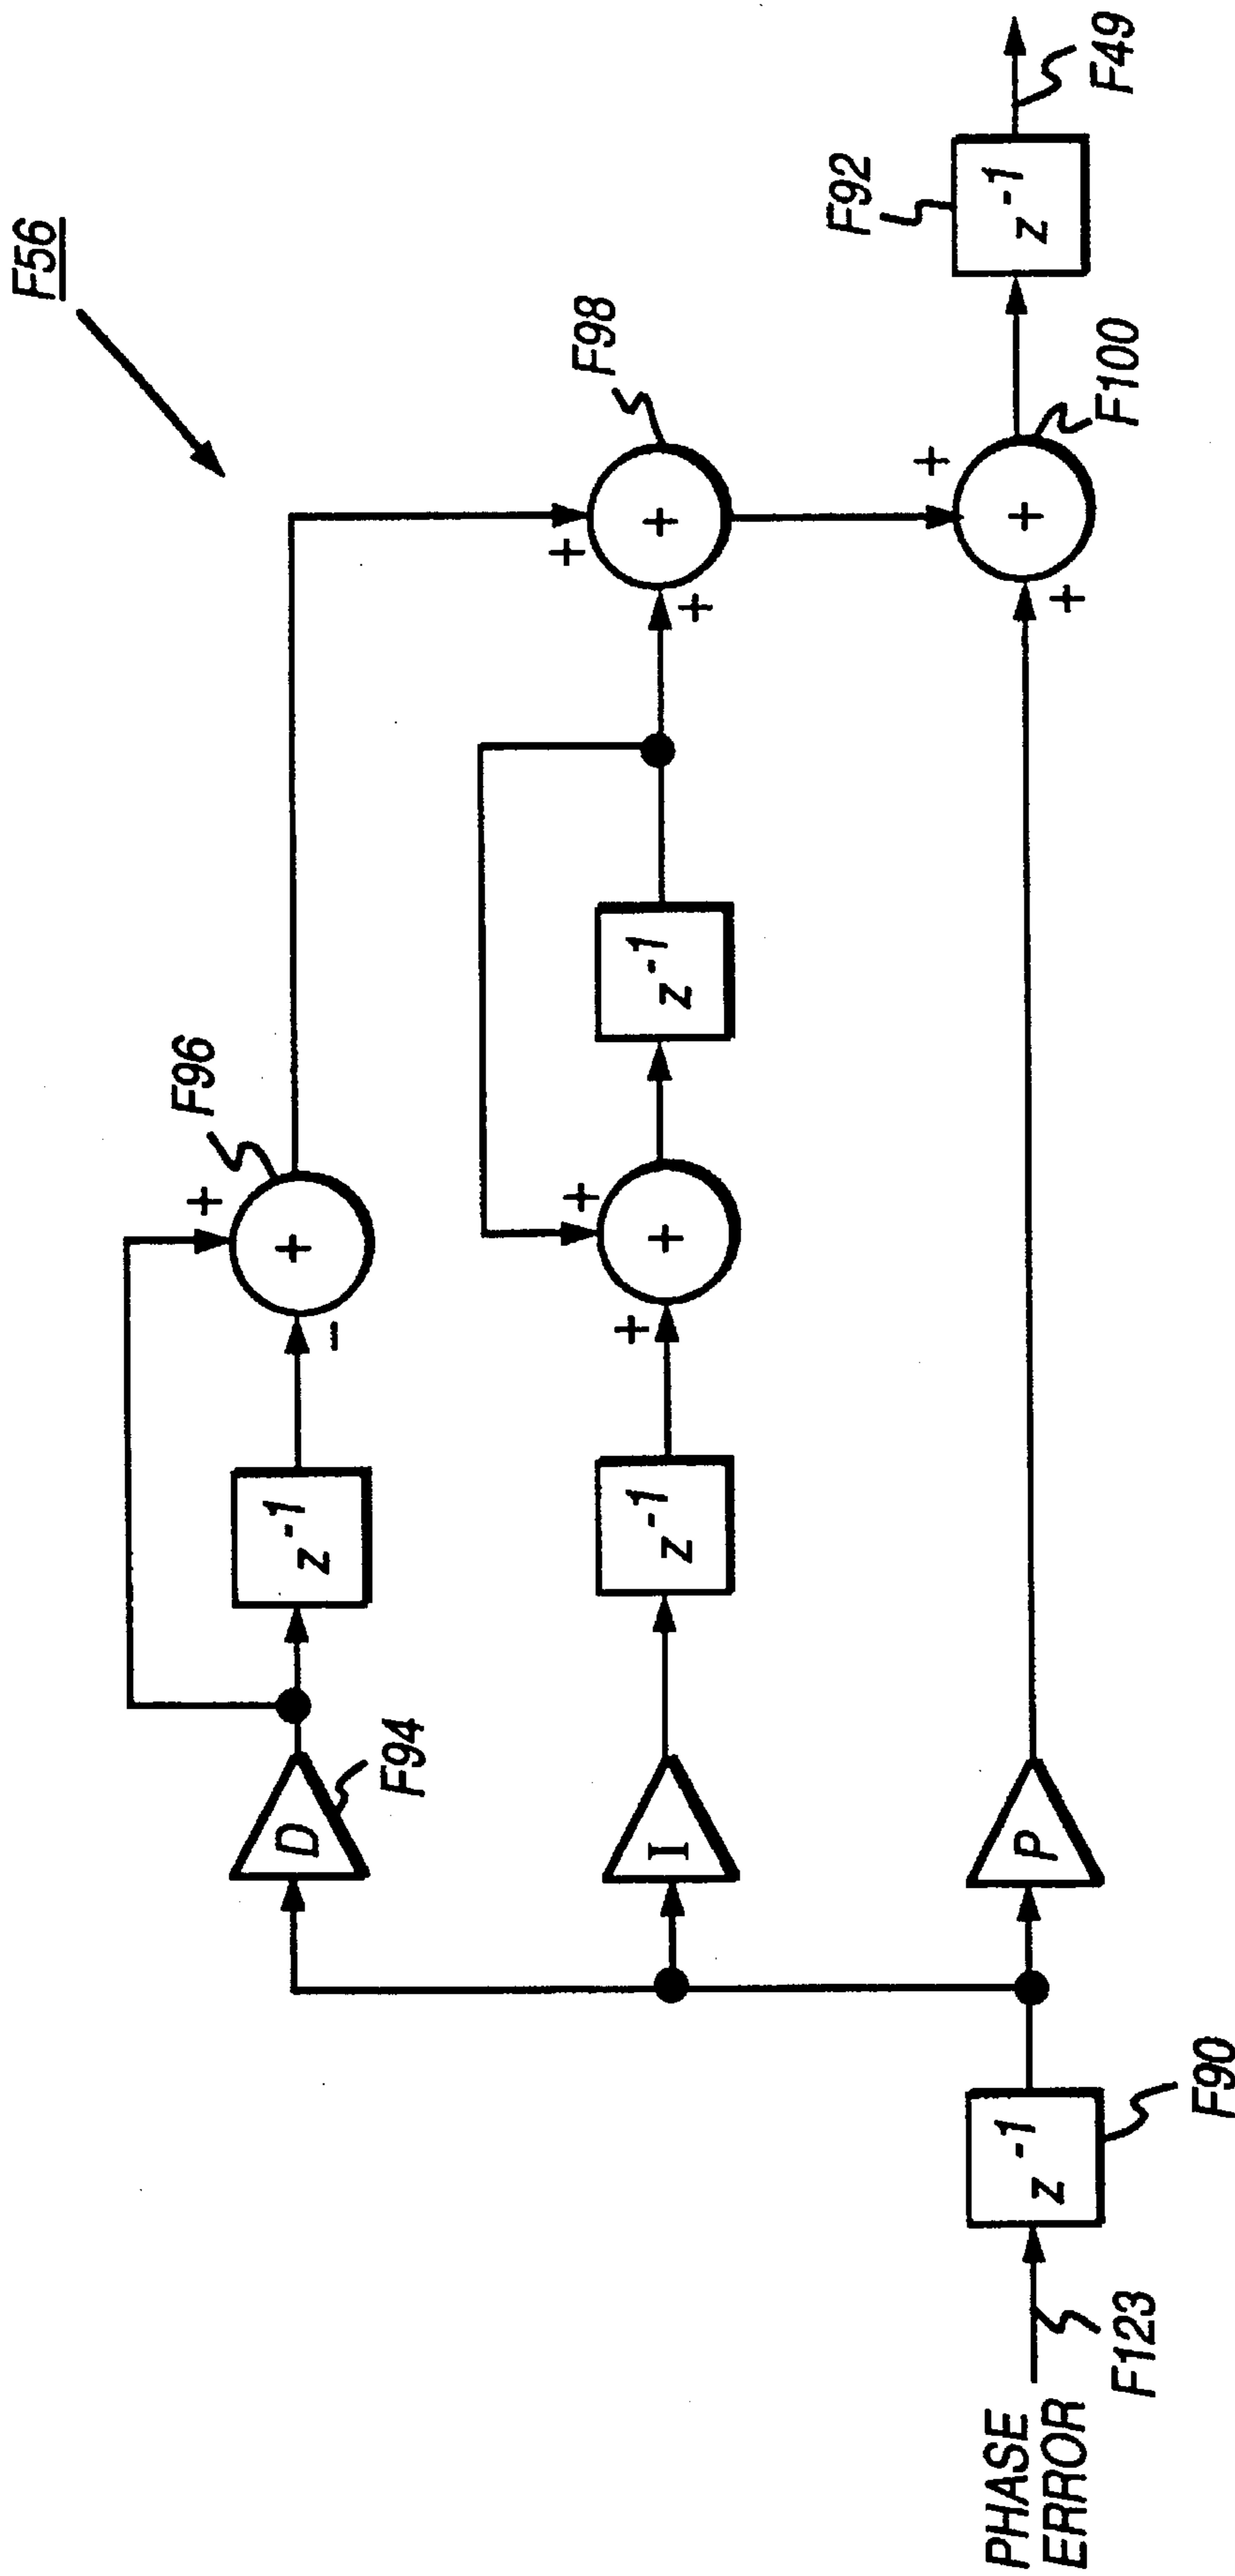 F56
F96
+
+
−
z⁻¹
D
F94
F98
+
+
+
z⁻¹
+
+
+
z⁻¹
I
F92
z⁻¹
F49
+
+
+
F100
P
z⁻¹
F90
PHASE
ERROR
F123